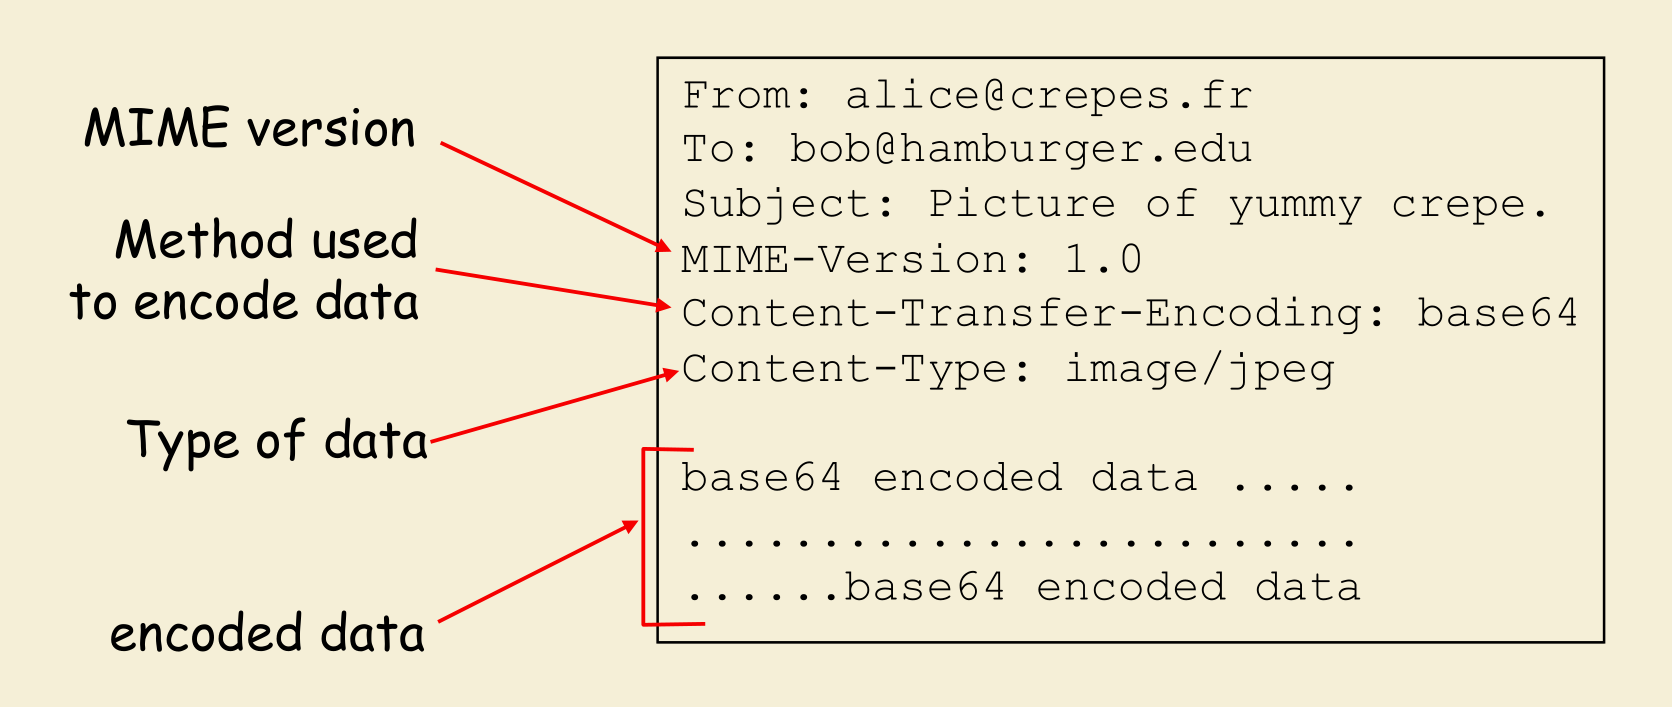 MIME version
Method used
to encode data
Type of data
encoded data
From: alice@crepes.fr
To: bob@hamburger.edu
Subject: Picture of yummy crepe.
MIME-Version: 1.0
Content-Transfer-Encoding: base64
Content-Type: image/jpeg
base64 encoded data .....
.........................
......base64 encoded data